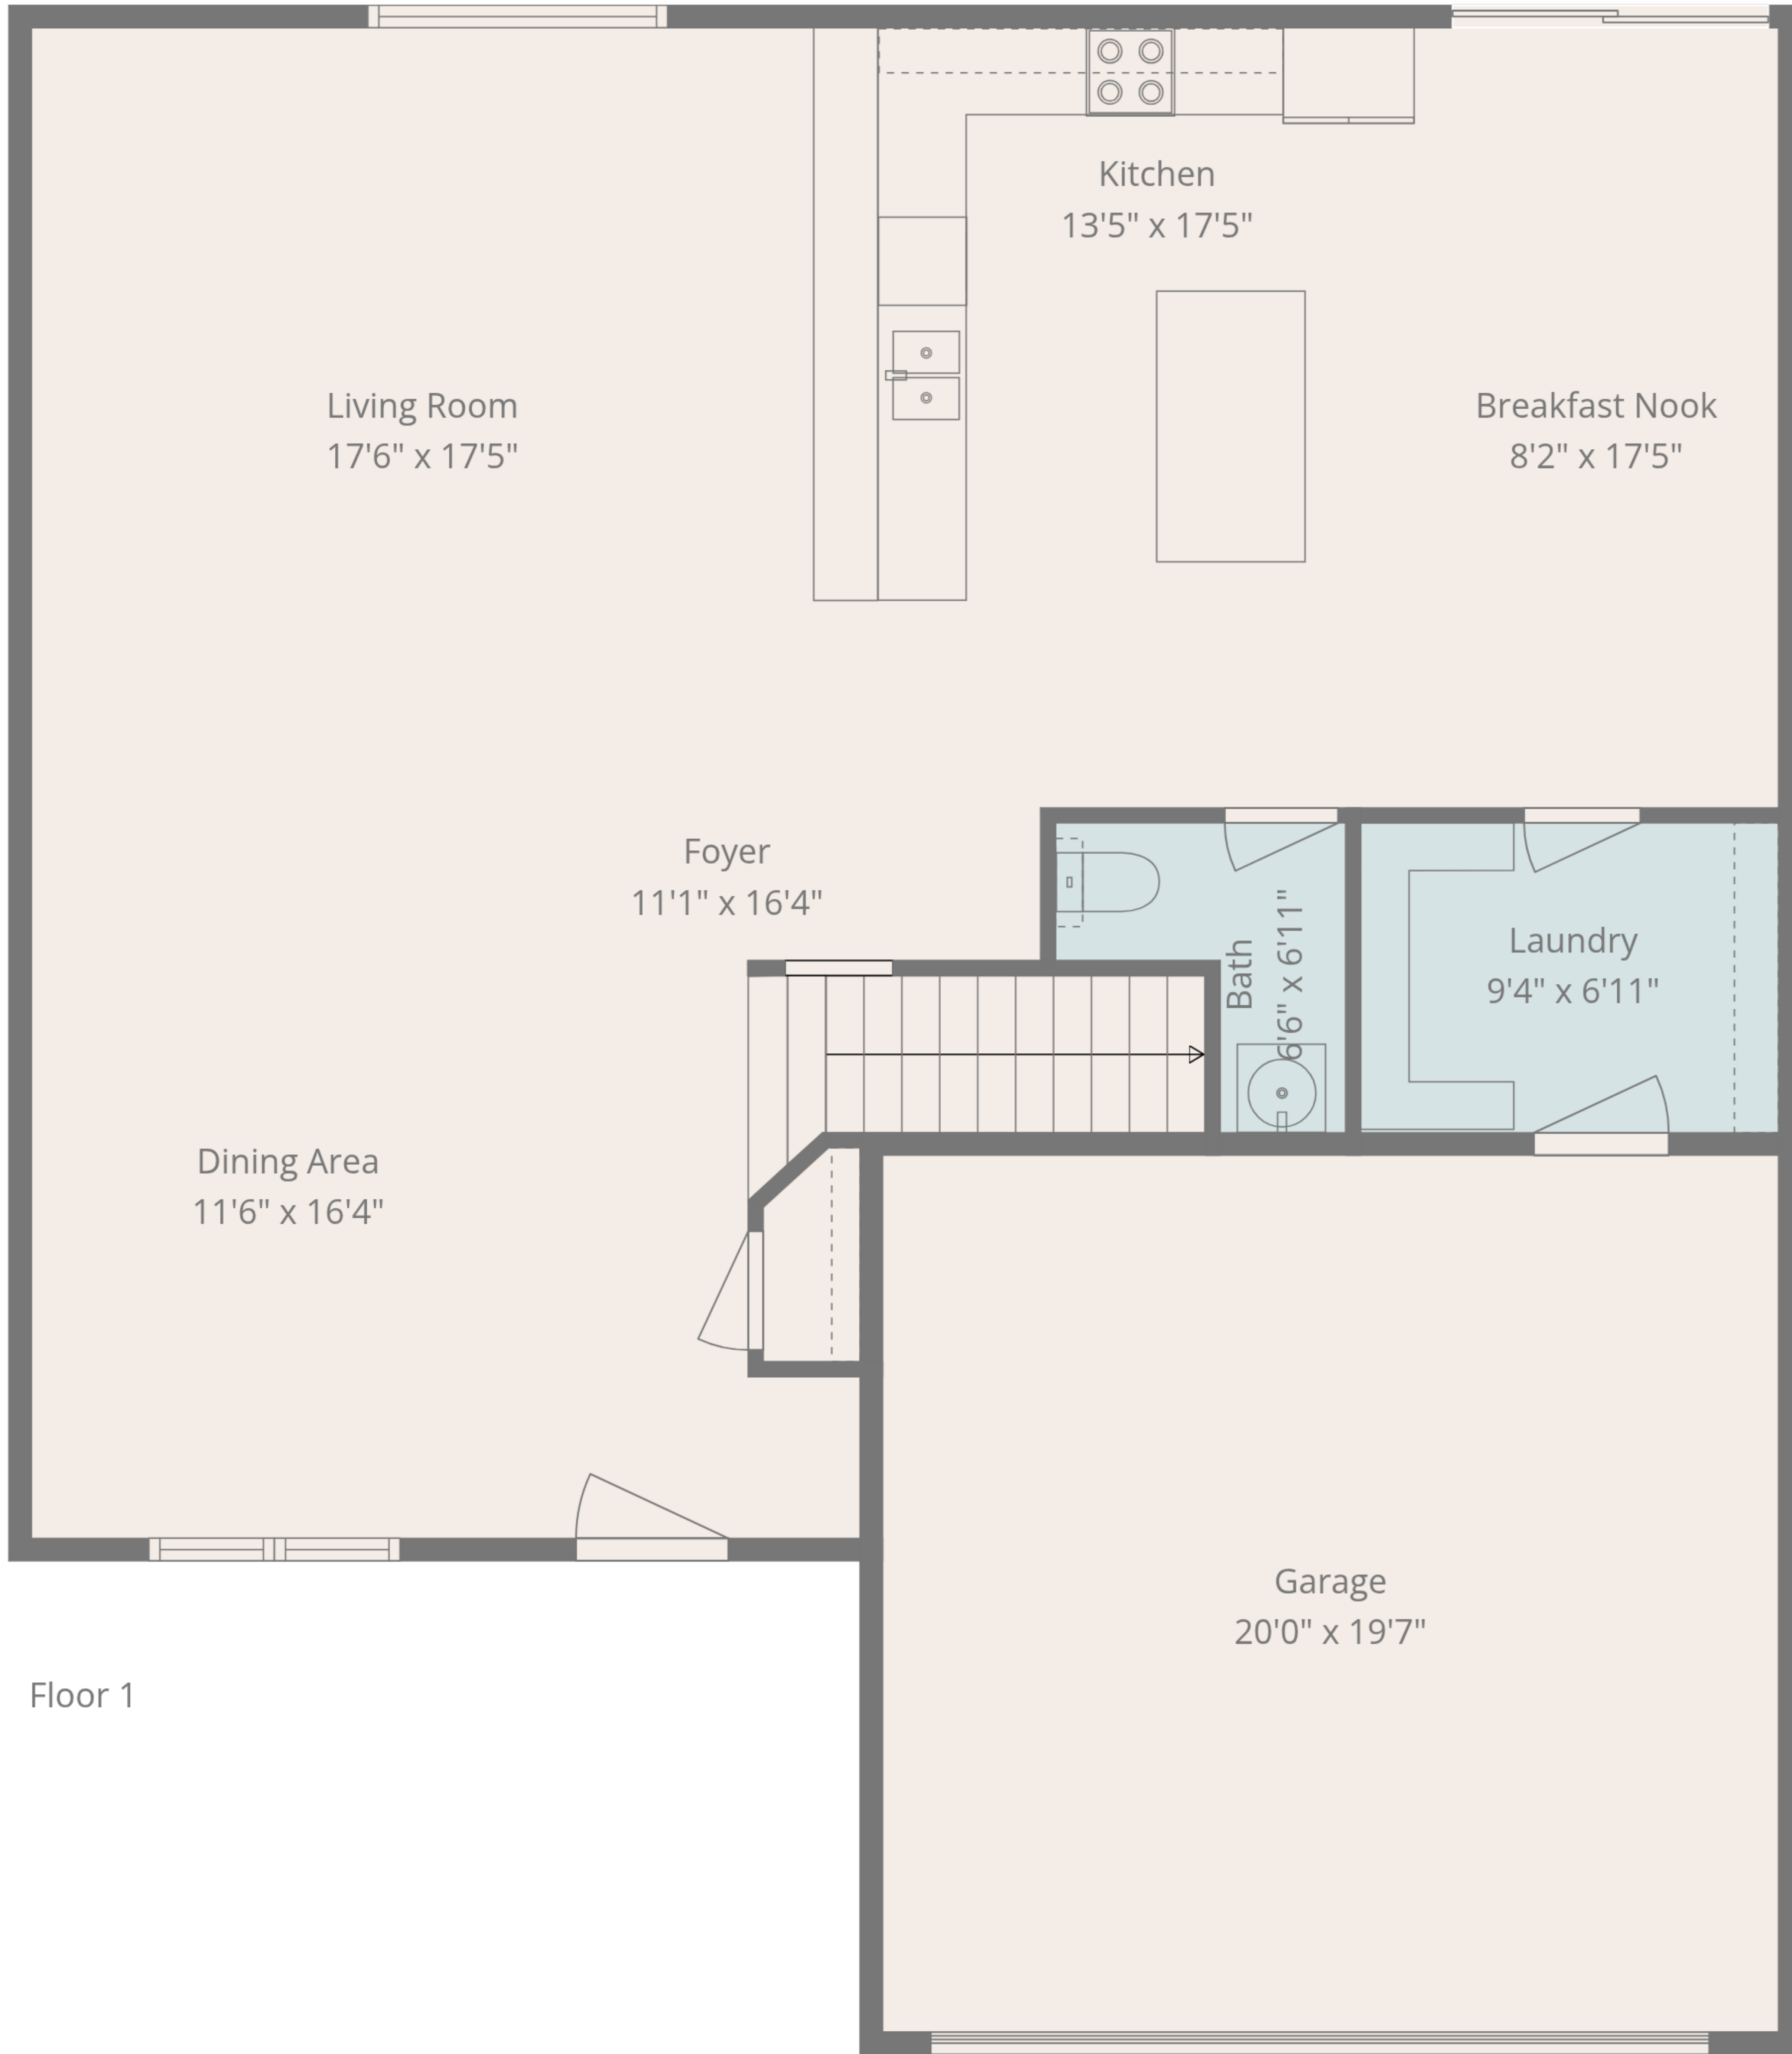 Kitchen
13'5" x 17'5"
Living Room
17'6" x 17'5"
Breakfast Nook
8'2" x 17'5"
Foyer
11'1" x 16'4"
Bath
6'6" x 6'11"
Laundry
9'4" x 6'11"
Dining Area
11'6" x 16'4"
Garage
20'0" x 19'7"
Floor 1